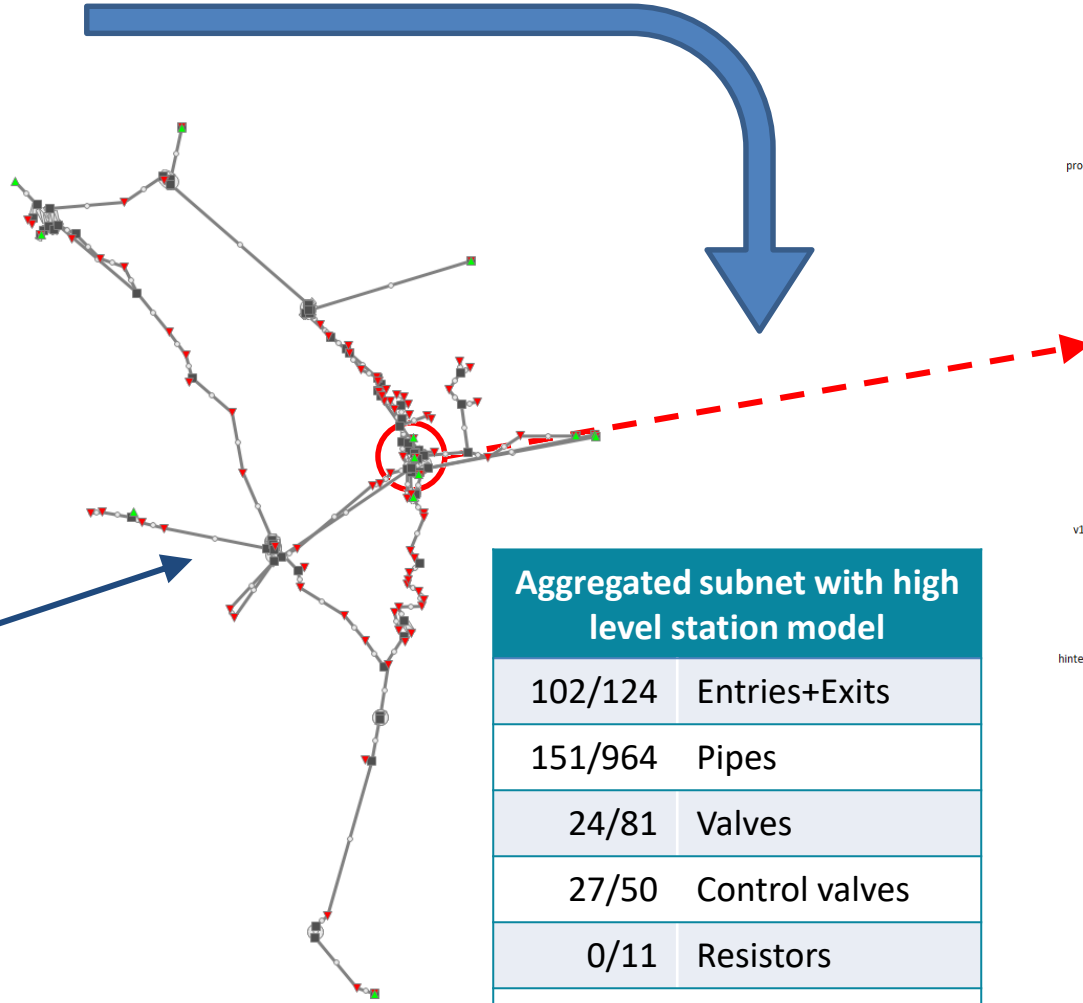 pro
v1
hinte
Aggregated subnet with high
level station model
102/124 Entries+Exits
151/964 Pipes
24/81 Valves
27/50 Control valves
0/11 Resistors